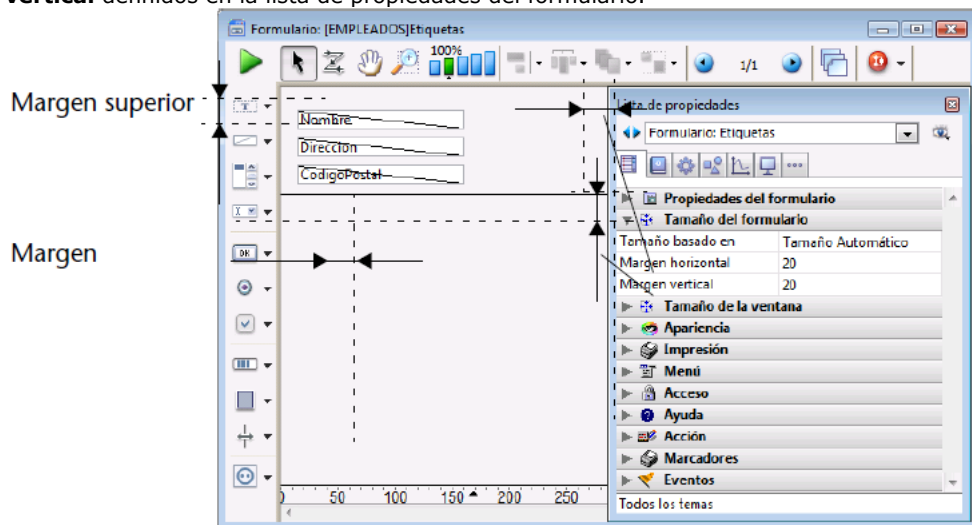 vertical definidos en la lista de propiedades del formulario.
Formulario: [EMPLEADOS]Etiquetas
100%
1/1
Margen superior
Nombre
Direccion
CodigoPostal
Margen
OK
0 50 100 150 200 250
Lista de propiedades
Formulario: Etiquetas
Propiedades del formulario
Tamaño del formulario
Tamaño basado en Tamaño Automático
Margen horizontal 20
Margen vertical 20
Tamaño de la ventana
Apariencia
Impresión
Menú
Acceso
Ayuda
Acción
Marcadores
Eventos
Todos los temas